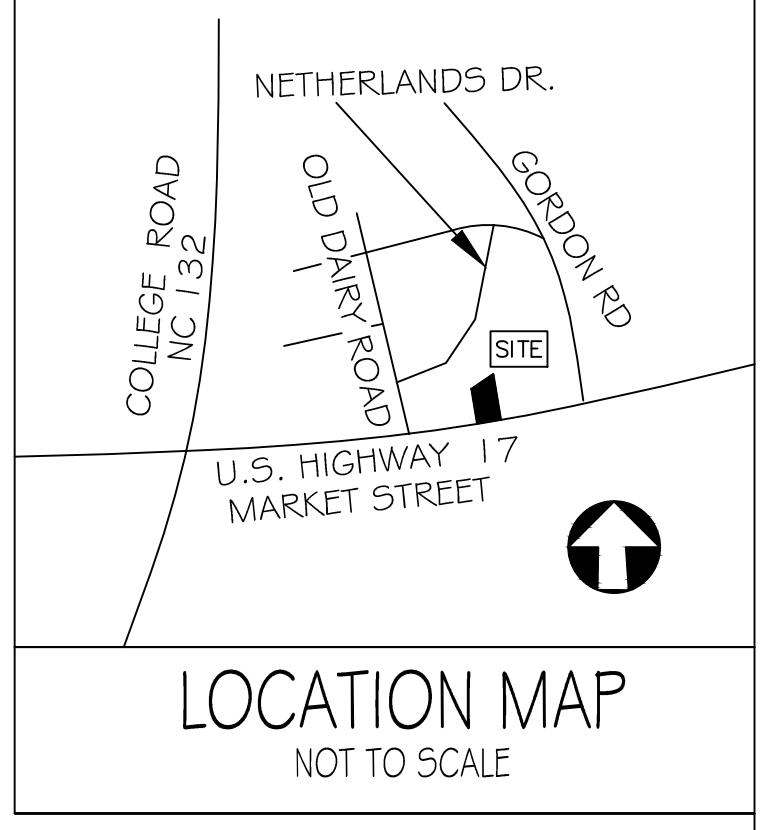 NETHERLANDS DR.
COLLEGE ROAD
NC 132
OLD DAIRY ROAD
GORDON RD
SITE
U.S. HIGHWAY 17
MARKET STREET
LOCATION MAP
NOT TO SCALE